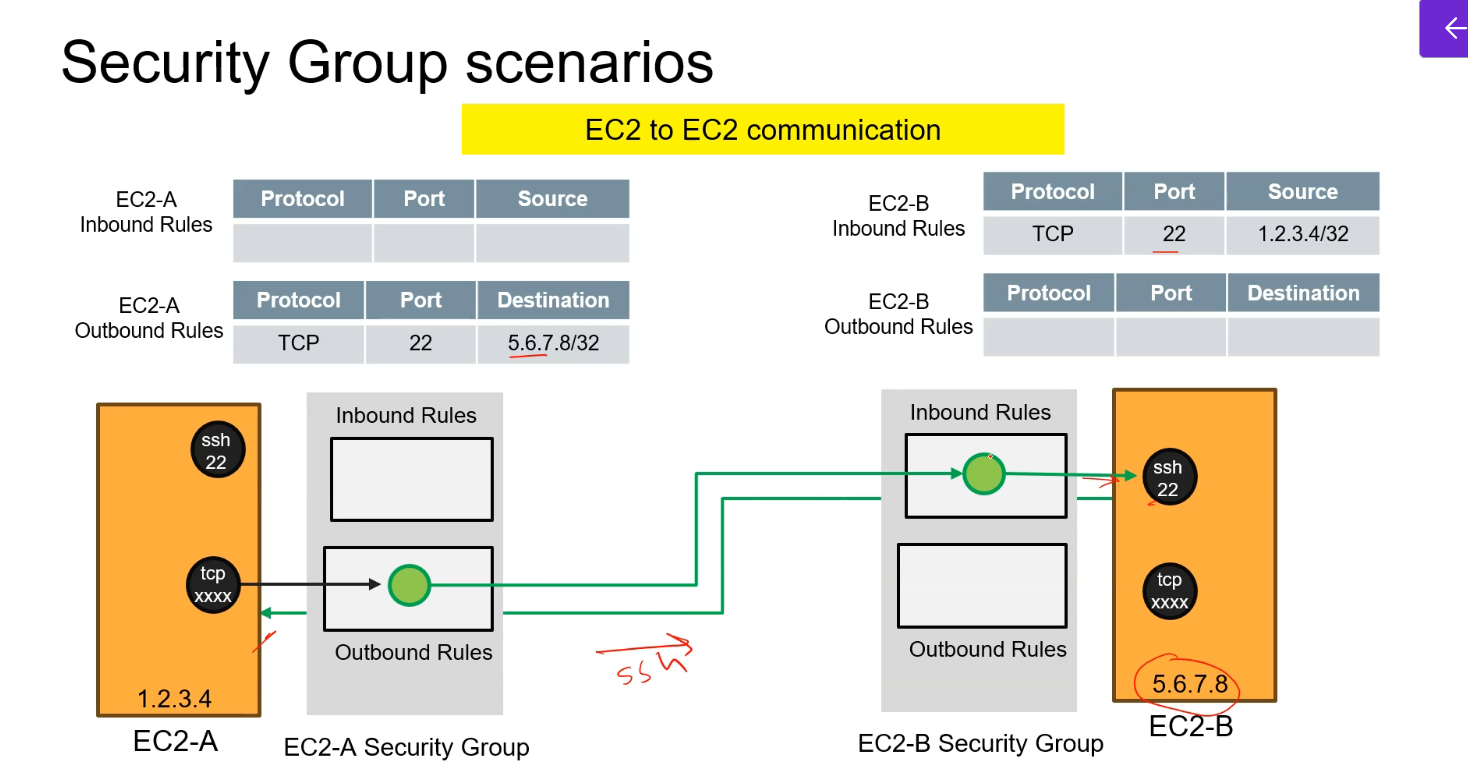 Security Group scenarios
EC2 to EC2 communication
EC2-A
Inbound Rules
Protocol Port Source
EC2-A
Outbound Rules
Protocol Port Destination
TCP 22 5.6.7.8/32
EC2-B
Inbound Rules
Protocol Port Source
TCP 22 1.2.3.4/32
EC2-B
Outbound Rules
Protocol Port Destination
ssh
22
tcp
xxxx
1.2.3.4
EC2-A
Inbound Rules
Outbound Rules
EC2-A Security Group
ssh
Inbound Rules
Outbound Rules
EC2-B Security Group
ssh
22
tcp
xxxx
5.6.7.8
EC2-B